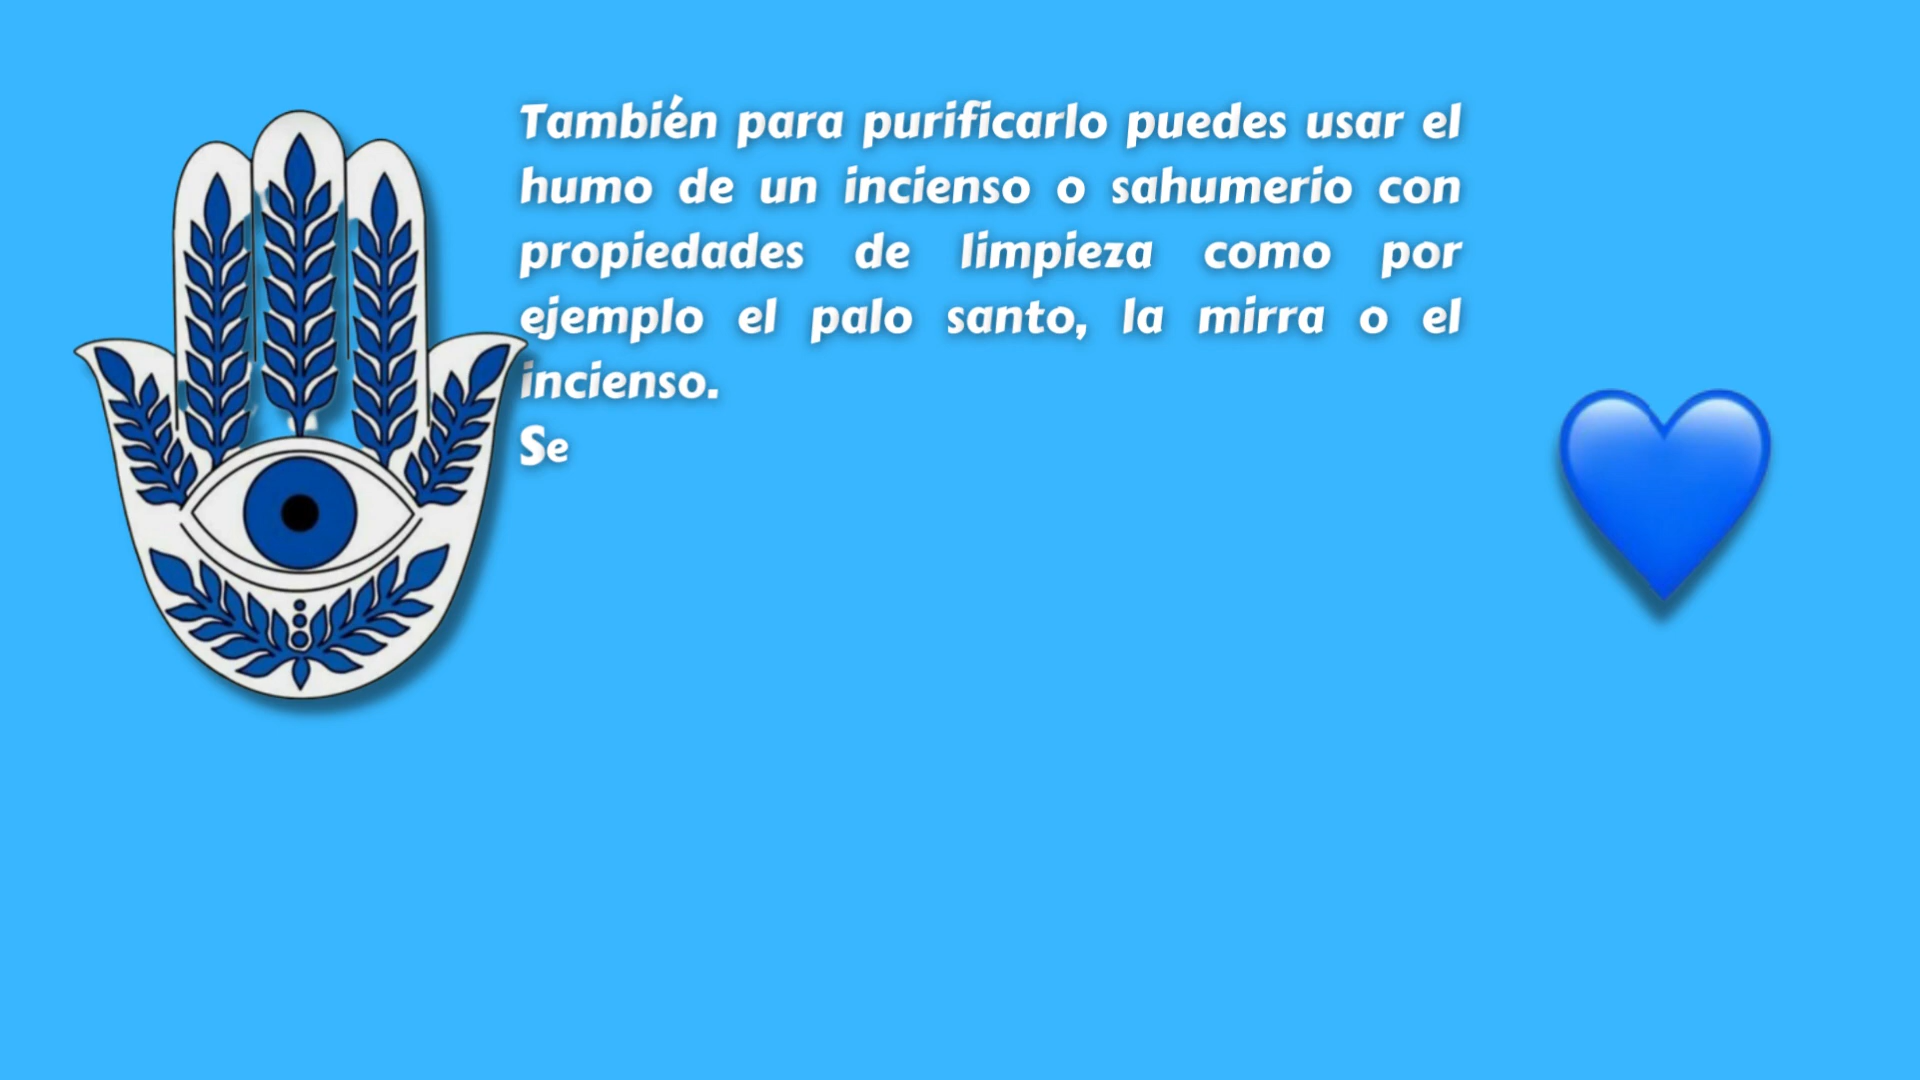 También para purificarlo puedes usar el
humo de un incienso o sahumerio con
propiedades de limpieza como por
ejemplo el palo santo, la mirra o el
incienso.
Se